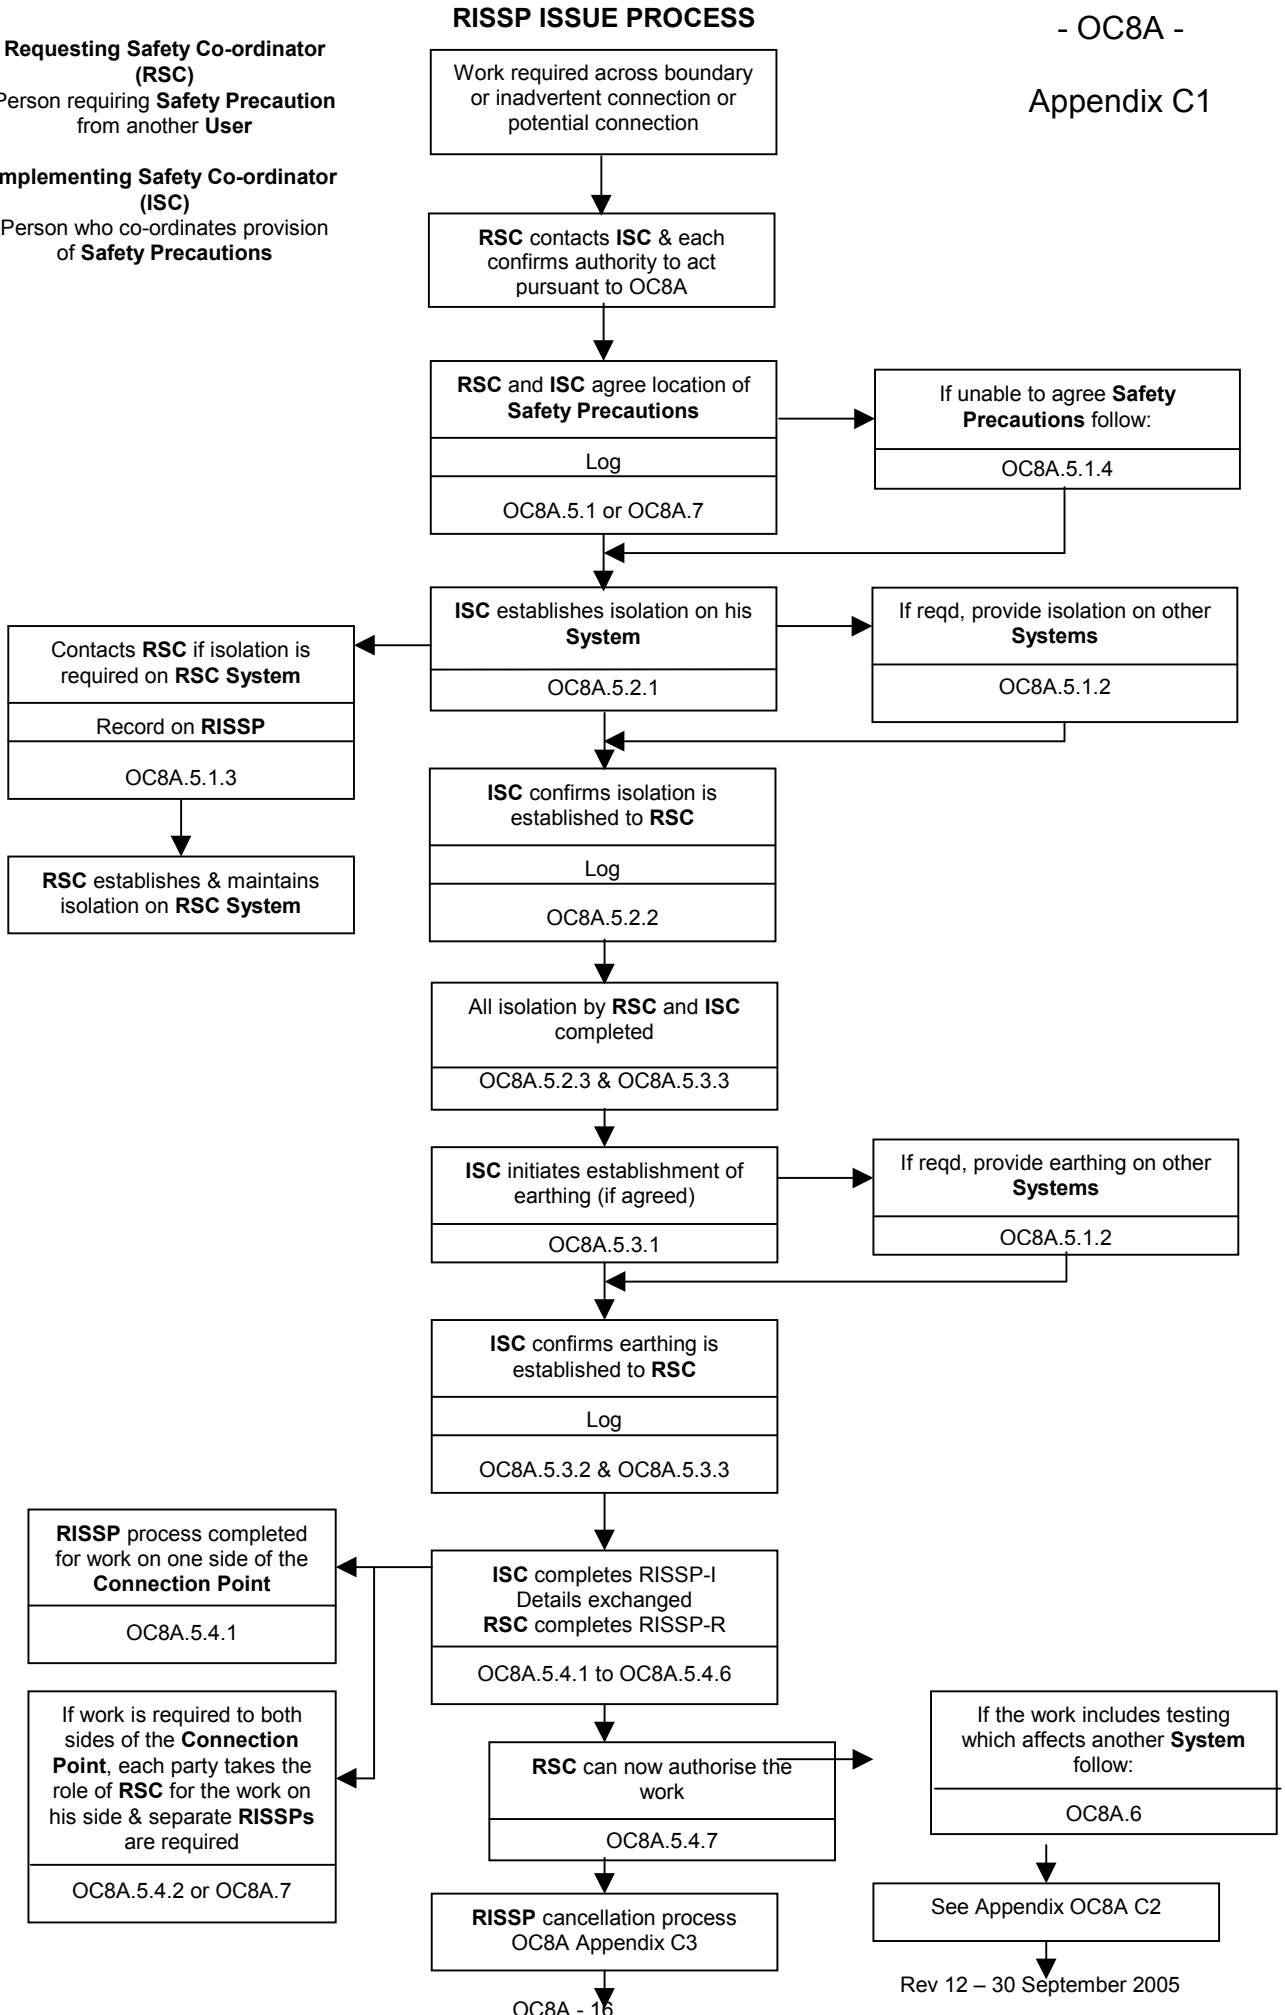 RISSP ISSUE PROCESS
- OC8A -
Appendix C1
Requesting Safety Co-ordinator
(RSC)
Person requiring Safety Precaution
from another User
mplementing Safety Co-ordinator
(ISC)
Person who co-ordinates provision
of Safety Precautions
Work required across boundary
or inadvertent connection or
potential connection
RSC contacts ISC & each
confirms authority to act
pursuant to OC8A
RSC and ISC agree location of
Safety Precautions
Log
OC8A.5.1 or OC8A.7
If unable to agree Safety
Precautions follow:
OC8A.5.1.4
ISC establishes isolation on his
System
OC8A.5.2.1
If reqd, provide isolation on other
Systems
OC8A.5.1.2
Contacts RSC if isolation is
required on RSC System
Record on RISSP
OC8A.5.1.3
RSC establishes & maintains
isolation on RSC System
ISC confirms isolation is
established to RSC
Log
OC8A.5.2.2
All isolation by RSC and ISC
completed
OC8A.5.2.3 & OC8A.5.3.3
ISC initiates establishment of
earthing (if agreed)
OC8A.5.3.1
If reqd, provide earthing on other
Systems
OC8A.5.1.2
ISC confirms earthing is
established to RSC
Log
OC8A.5.3.2 & OC8A.5.3.3
RISSP process completed
for work on one side of the
Connection Point
OC8A.5.4.1
ISC completes RISSP-I
Details exchanged
RSC completes RISSP-R
OC8A.5.4.1 to OC8A.5.4.6
If work is required to both
sides of the Connection
Point, each party takes the
role of RSC for the work on
his side & separate RISSPs
are required
OC8A.5.4.2 or OC8A.7
RSC can now authorise the
work
OC8A.5.4.7
If the work includes testing
which affects another System
follow:
OC8A.6
RISSP cancellation process
OC8A Appendix C3
See Appendix OC8A C2
Rev 12 – 30 September 2005
OC8A - 16